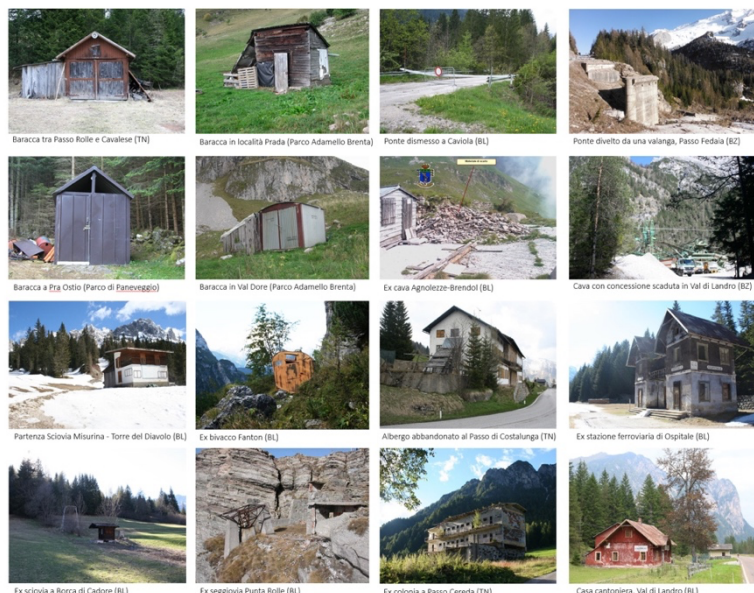 Baracca tra Passo Rolle e Cavalese (TN)
Baracca in località Prada (Parco Adamello Brenta)
Ponte dismesso a Caviola (BL)
Ponte divelto da una valanga, Passo Fedaia (BZ)
Baracca a Pra Ostio (Parco di Paneveggio)
Baracca in Val Dore (Parco Adamello Brenta)
Ex cava Agnolezze-Brendol (BL)
Cava con concessione scaduta in Val di Landro (BZ)
Partenza Sciovia Misurina - Torre del Diavolo (BL)
Ex bivacco Fanton (BL)
Albergo abbandonato al Passo di Costalunga (TN)
Ex stazione ferroviaria di Ospitale (BL)
Ex sciovia a Borca di Cadore (BL)
Ex seggiovia Punta Rolle (BL)
Ex colonia a Passo Cereda (TN)
Casa cantoniera, Val di Landro (BL)